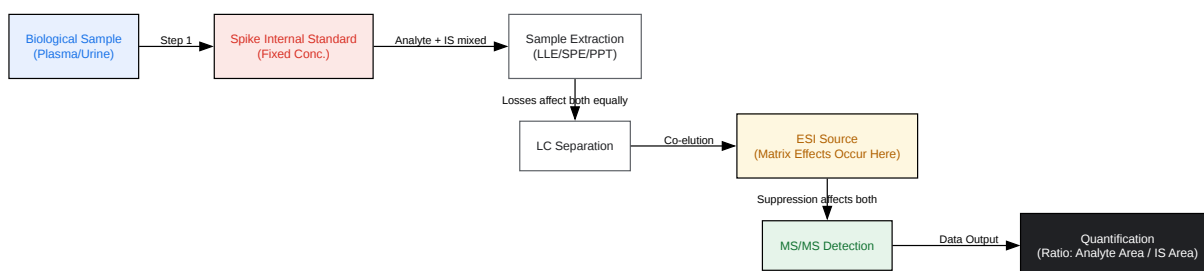 Biological Sample
(Plasma/Urine)
Step 1
Spike Internal Standard
(Fixed Conc.)
Analyte + IS mixed
Sample Extraction
(LLE/SPE/PPT)
Losses affect both equally
LC Separation
Co-elution
ESI Source
(Matrix Effects Occur Here)
Suppression affects both
MS/MS Detection
Data Output
Quantification
(Ratio: Analyte Area / IS Area)